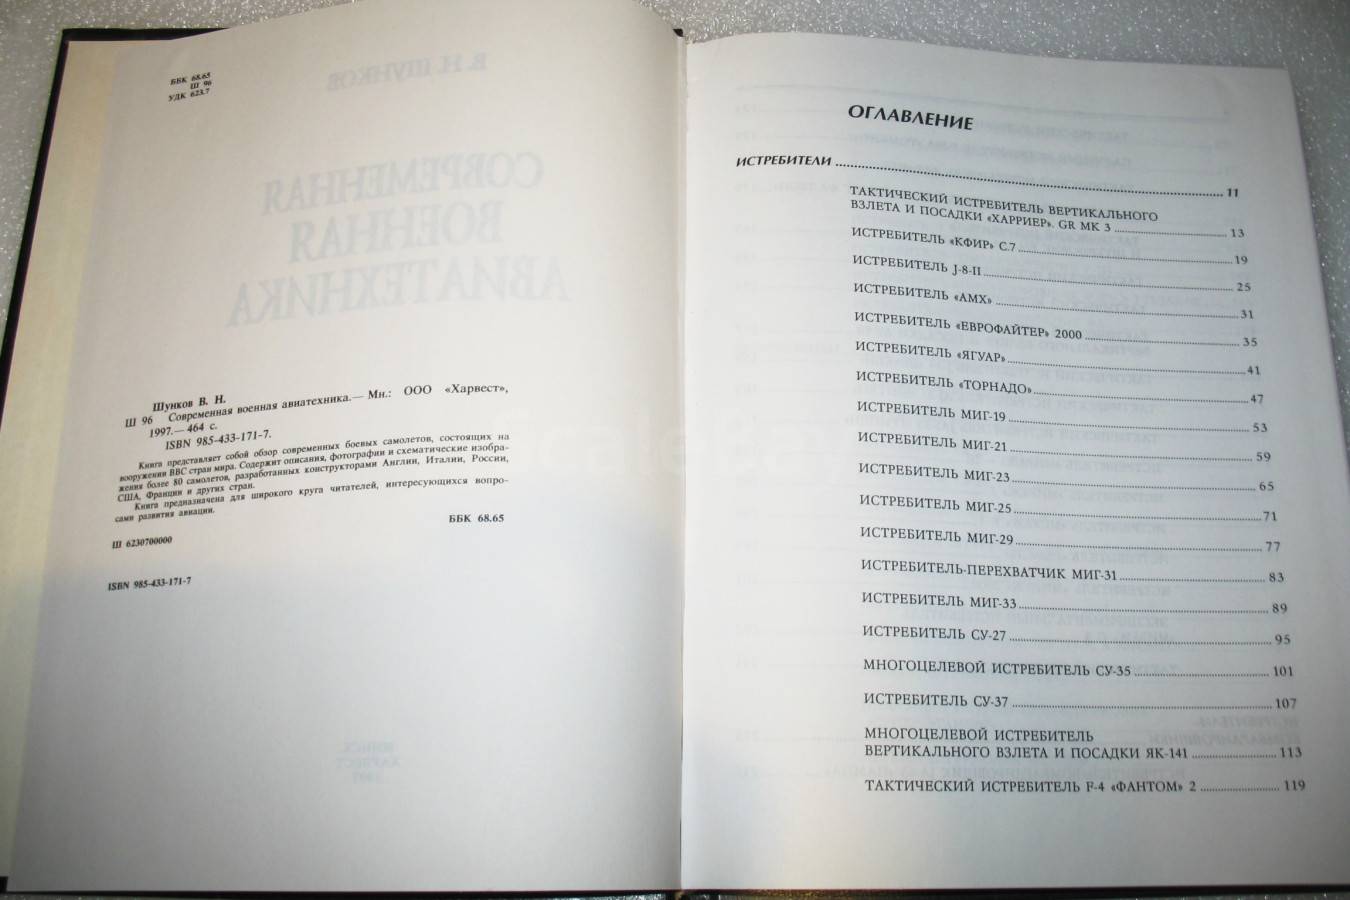 ББК 68.65
Ш 96
УДК 623.7
Шунков В. Н.
Ш 96 Современная военная авиатехника.— Мн.: ООО «Харвест»,
1997.— 464 с.
ISBN 985-433-171-7.
Книга представляет собой обзор современных боевых самолетов, состоящих на
вооружении ВВС стран мира. Содержит описания, фотографии и схематические изобра-
жения более 80 самолетов, разработанных конструкторами Англии, Италии, России,
США, Франции и других стран.
Книга предназначена для широкого круга читателей, интересующихся вопро-
сами развития авиации.
ББК 68.65
Ш 6230700000
ISBN 985-433-171-7
ОГЛАВЛЕНИЕ
ИСТРЕБИТЕЛИ 11
ТАКТИЧЕСКИЙ ИСТРЕБИТЕЛЬ ВЕРТИКАЛЬНОГО
ВЗЛЕТА И ПОСАДКИ «ХАРРИЕР». GR MK 3 13
ИСТРЕБИТЕЛЬ «КФИР» С.7 19
ИСТРЕБИТЕЛЬ J-8-II 25
ИСТРЕБИТЕЛЬ «АМХ» 31
ИСТРЕБИТЕЛЬ «ЕВРОФАЙТЕР» 2000 35
ИСТРЕБИТЕЛЬ «ЯГУАР» 41
ИСТРЕБИТЕЛЬ «ТОРНАДО» 47
ИСТРЕБИТЕЛЬ МИГ-19 53
ИСТРЕБИТЕЛЬ МИГ-21 59
ИСТРЕБИТЕЛЬ МИГ-23 65
ИСТРЕБИТЕЛЬ МИГ-25 71
ИСТРЕБИТЕЛЬ МИГ-29 77
ИСТРЕБИТЕЛЬ-ПЕРЕХВАТЧИК МИГ-31 83
ИСТРЕБИТЕЛЬ МИГ-33 89
ИСТРЕБИТЕЛЬ СУ-27 95
МНОГОЦЕЛЕВОЙ ИСТРЕБИТЕЛЬ СУ-35 101
ИСТРЕБИТЕЛЬ СУ-37 107
МНОГОЦЕЛЕВОЙ ИСТРЕБИТЕЛЬ
ВЕРТИКАЛЬНОГО ВЗЛЕТА И ПОСАДКИ ЯК-141 113
ТАКТИЧЕСКИЙ ИСТРЕБИТЕЛЬ F-4 «ФАНТОМ» 2 119